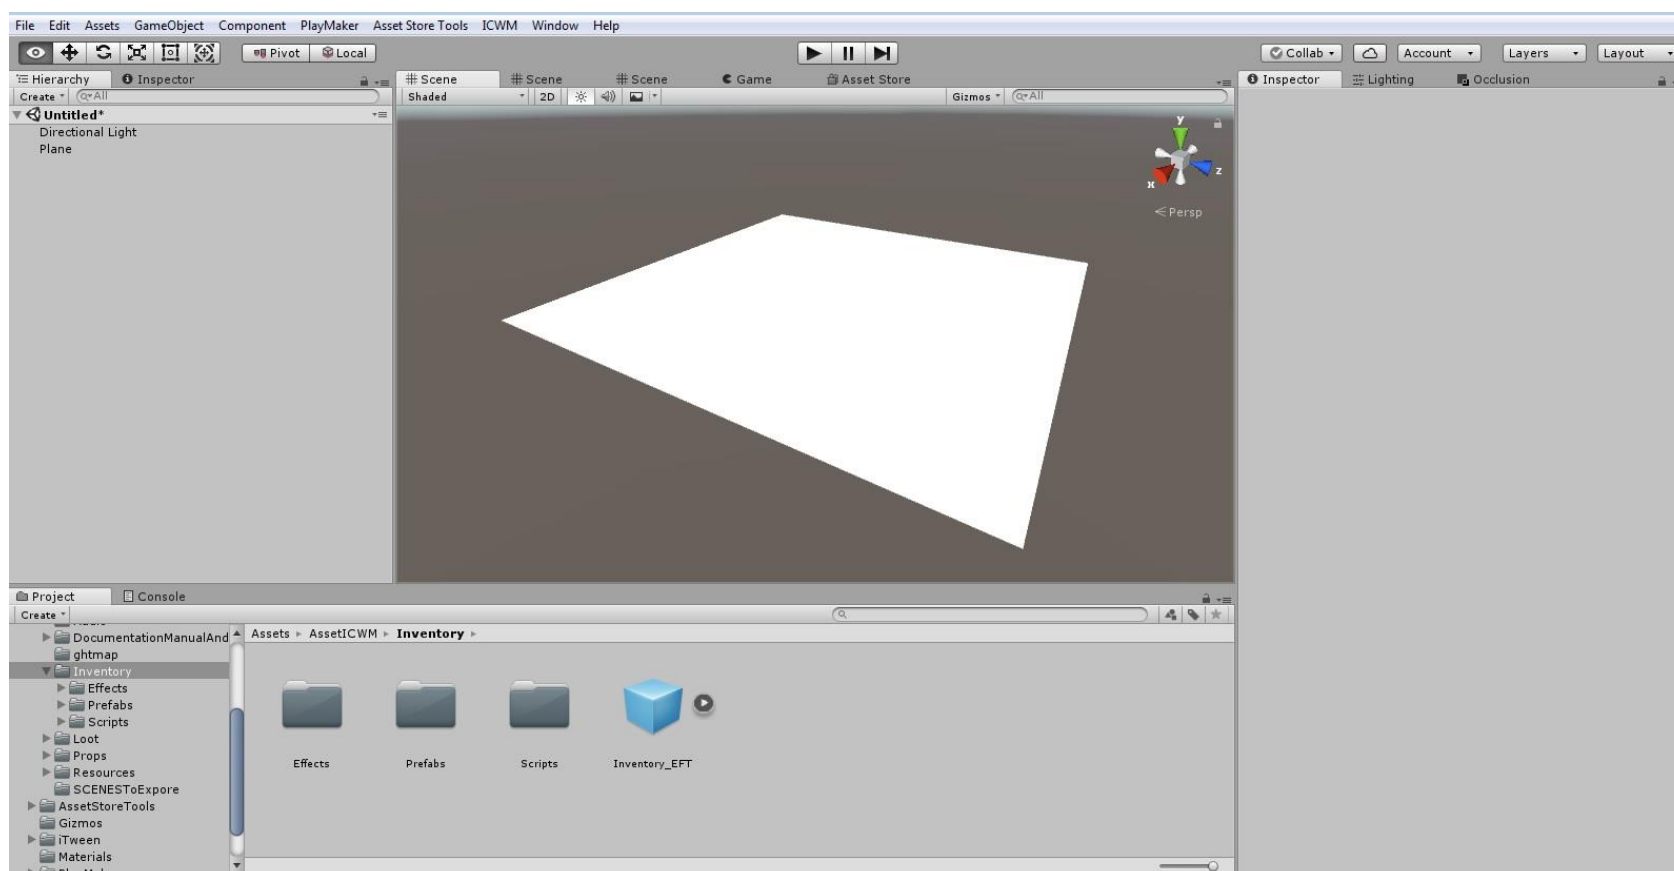 File Edit Assets GameObject Component PlayMaker Asset Store Tools ICWM Window Help
Pivot Local Collab Account Layers Layout
Hierarchy Inspector Scene Scene Scene Game Asset Store Inspector Lighting Occlusion
Create All Shaded 2D Gizmos All
Untitled*
Directional Light
Plane
y
z
x
Persp
Project Console
Create
DocumentationManualAnd
ghtmap
Inventory
Effects
Prefabs
Scripts
Loot
Props
Resources
SCENESToExpore
AssetStoreTools
Gizmos
iTween
Materials
Assets AssetICWM Inventory
Effects Prefabs Scripts Inventory_EFT